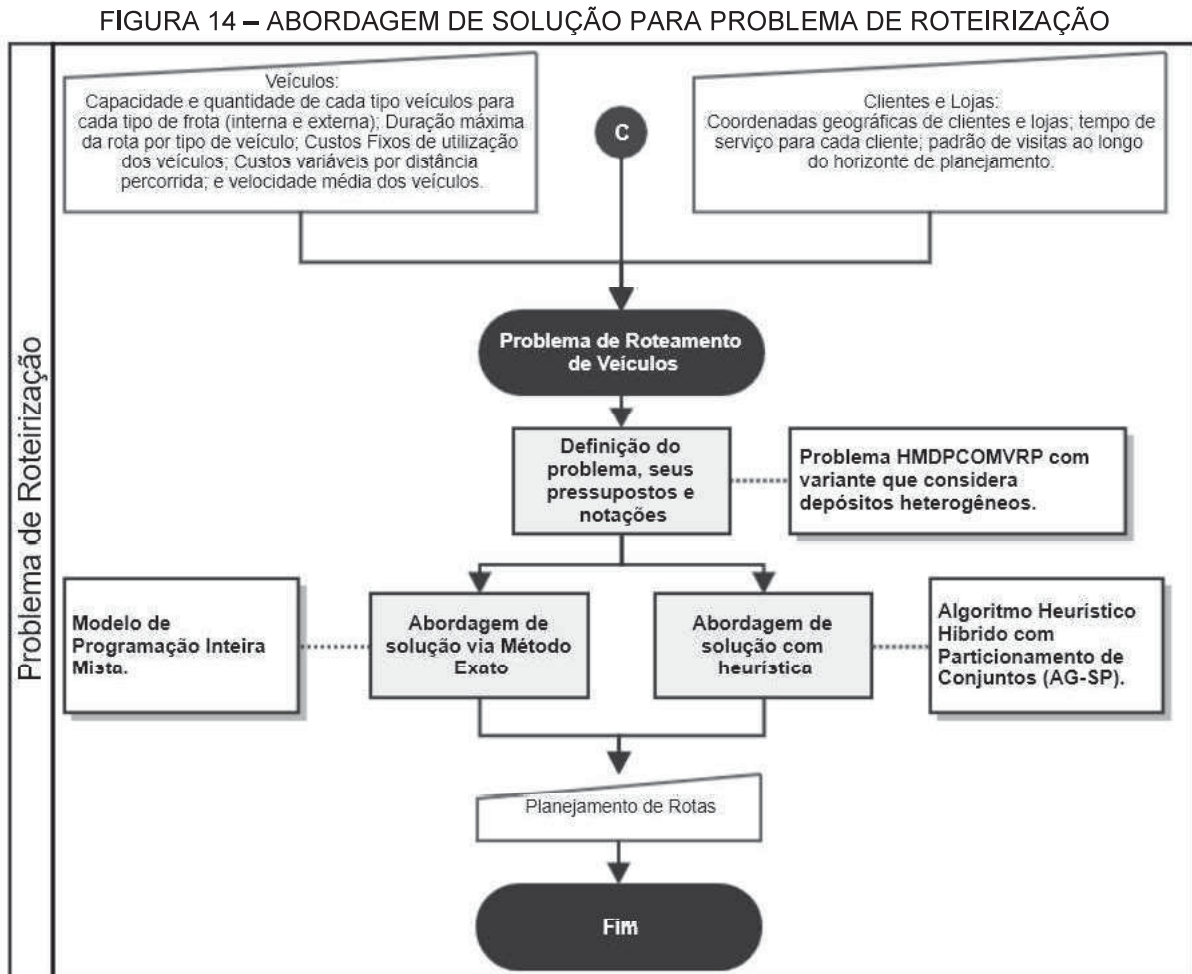 FIGURA 14 – ABORDAGEM DE SOLUÇÃO PARA PROBLEMA DE ROTEIRIZAÇÃO
Problema de Roteirização
Veículos:
Capacidade e quantidade de cada tipo veículos para
cada tipo de frota (interna e externa); Duração máxima
da rota por tipo de veículo; Custos Fixos de utilização
dos veículos; Custos variáveis por distância
percorrida; e velocidade média dos veículos.
C
Clientes e Lojas:
Coordenadas geográficas de clientes e lojas; tempo de
serviço para cada cliente; padrão de visitas ao longo
do horizonte de planejamento.
Problema de Roteamento
de Veículos
Definição do
problema, seus
pressupostos e
notações
Problema HMDPCOMVRP com
variante que considera
depósitos heterogêneos.
Modelo de
Programação Inteira
Mista.
Abordagem de
solução via Método
Exato
Abordagem de
solução com
heurística
Algoritmo Heurístico
Híbrido com
Particionamento de
Conjuntos (AG-SP).
Planejamento de Rotas
Fim